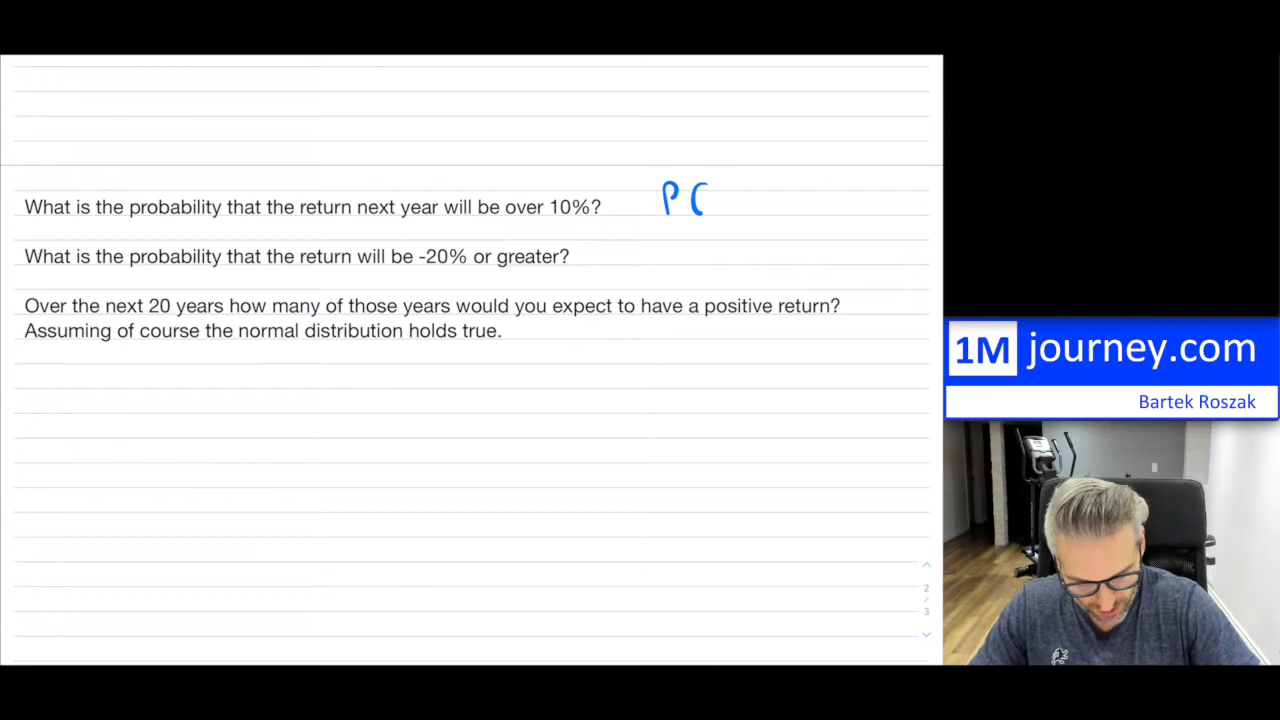 What is the probability that the return next year will be over 10%? P(
What is the probability that the return will be -20% or greater?
Over the next 20 years how many of those years would you expect to have a positive return?
Assuming of course the normal distribution holds true.
1M journey.com
Bartek Roszak
2
/
3